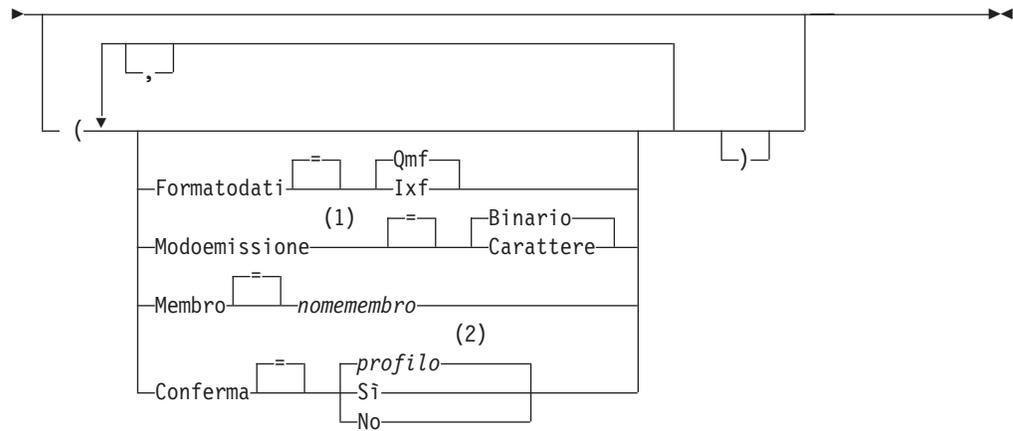 ,
(
)
Formatodati = Qmf
Ixf
(1)
Modoemissione = Binario
Carattere
Membro = nomemembro
(2)
Conferma = profilo
Sì
No